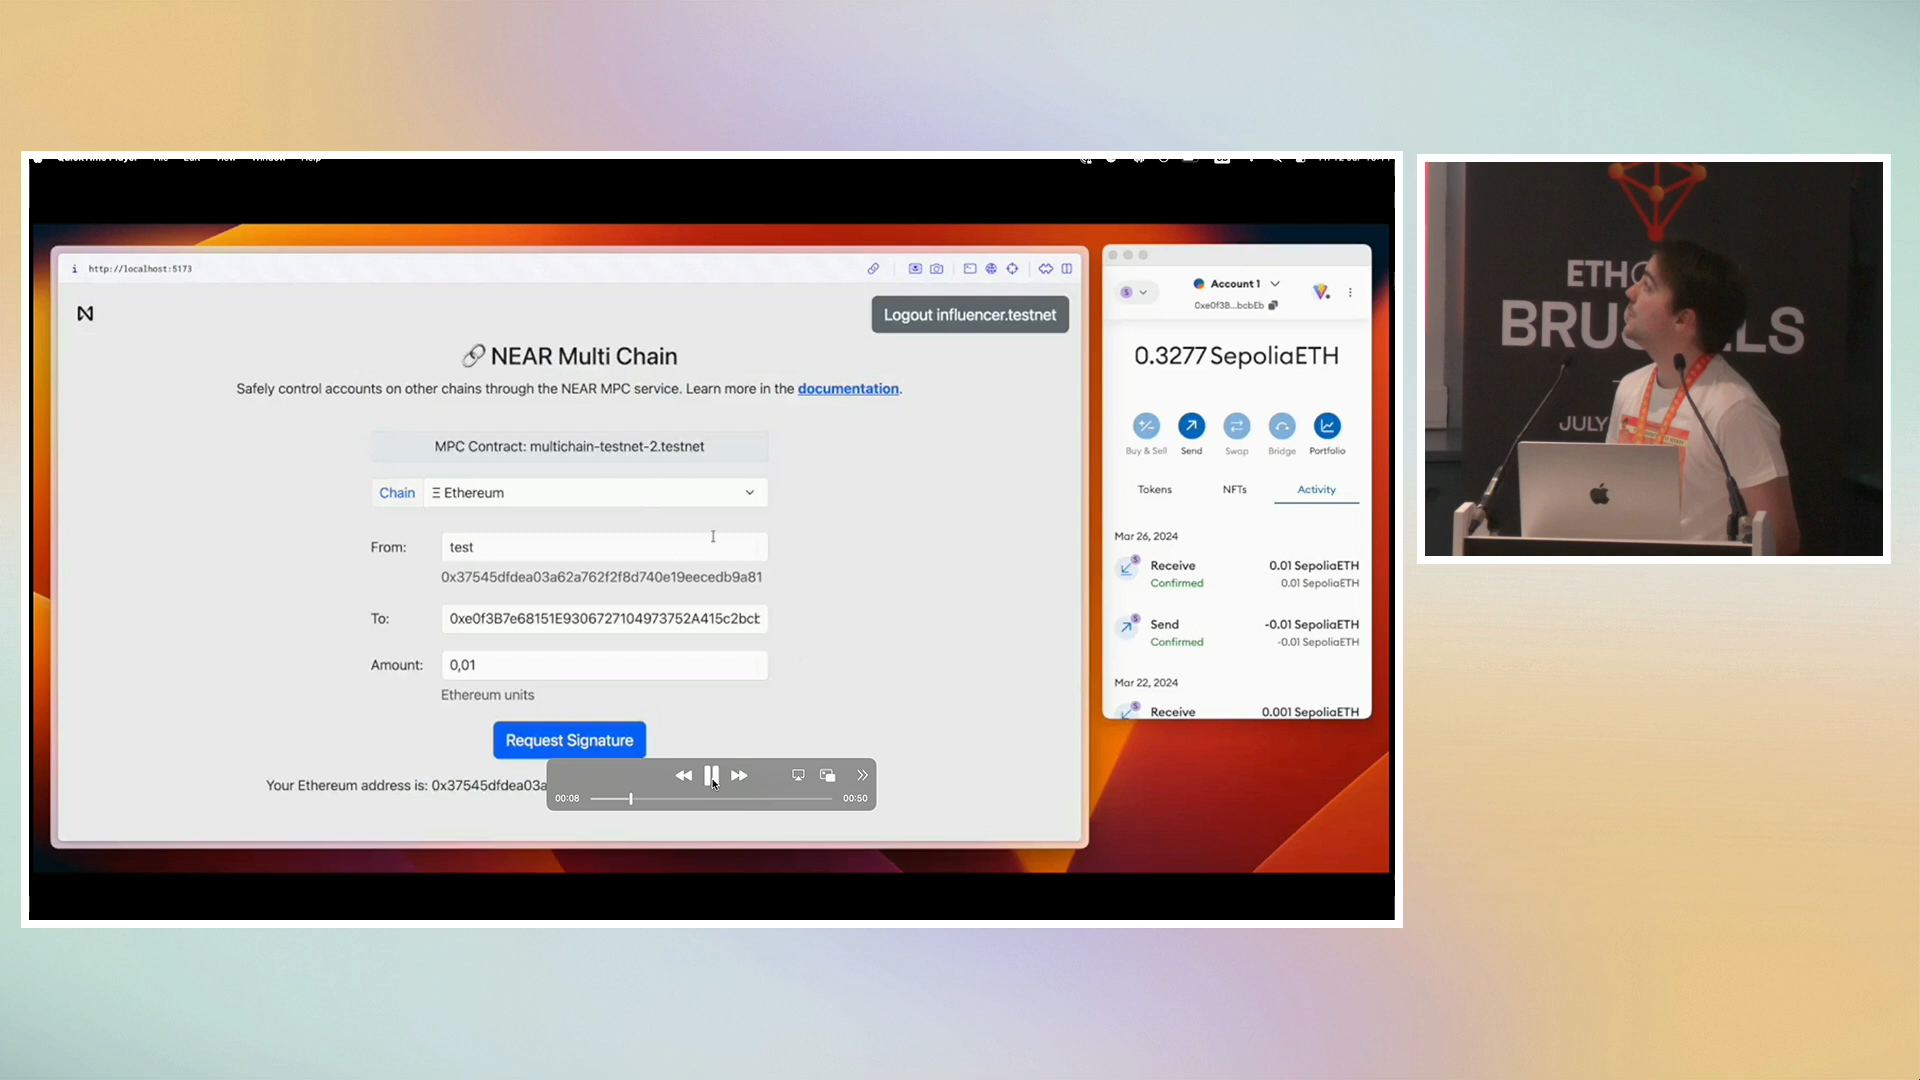 http://localhost:5173
Logout influencer.testnet
NEAR Multi Chain
Safely control accounts on other chains through the NEAR MPC service. Learn more in the documentation.
MPC Contract: multichain-testnet-2.testnet
Chain
Ethereum
From:
test
0x37545dfdea03a62a762f2f8d740e19eecedb9a81
To:
0xe0f3B7e68151E9306727104973752A415c2bcb
Amount:
0,01
Ethereum units
Request Signature
Your Ethereum address is: 0x37545dfdea03a
00:08
00:50
S
Account 1
0xe0f3B...bcbEb
0.3277 SepoliaETH
Buy & Sell
Send
Swap
Bridge
Portfolio
Tokens
NFTs
Activity
Mar 26, 2024
Receive
0.01 SepoliaETH
Confirmed
0.01 SepoliaETH
Send
-0.01 SepoliaETH
Confirmed
-0.01 SepoliaETH
Mar 22, 2024
Receive
0.001 SepoliaETH
ETH
BRU LS
JULY